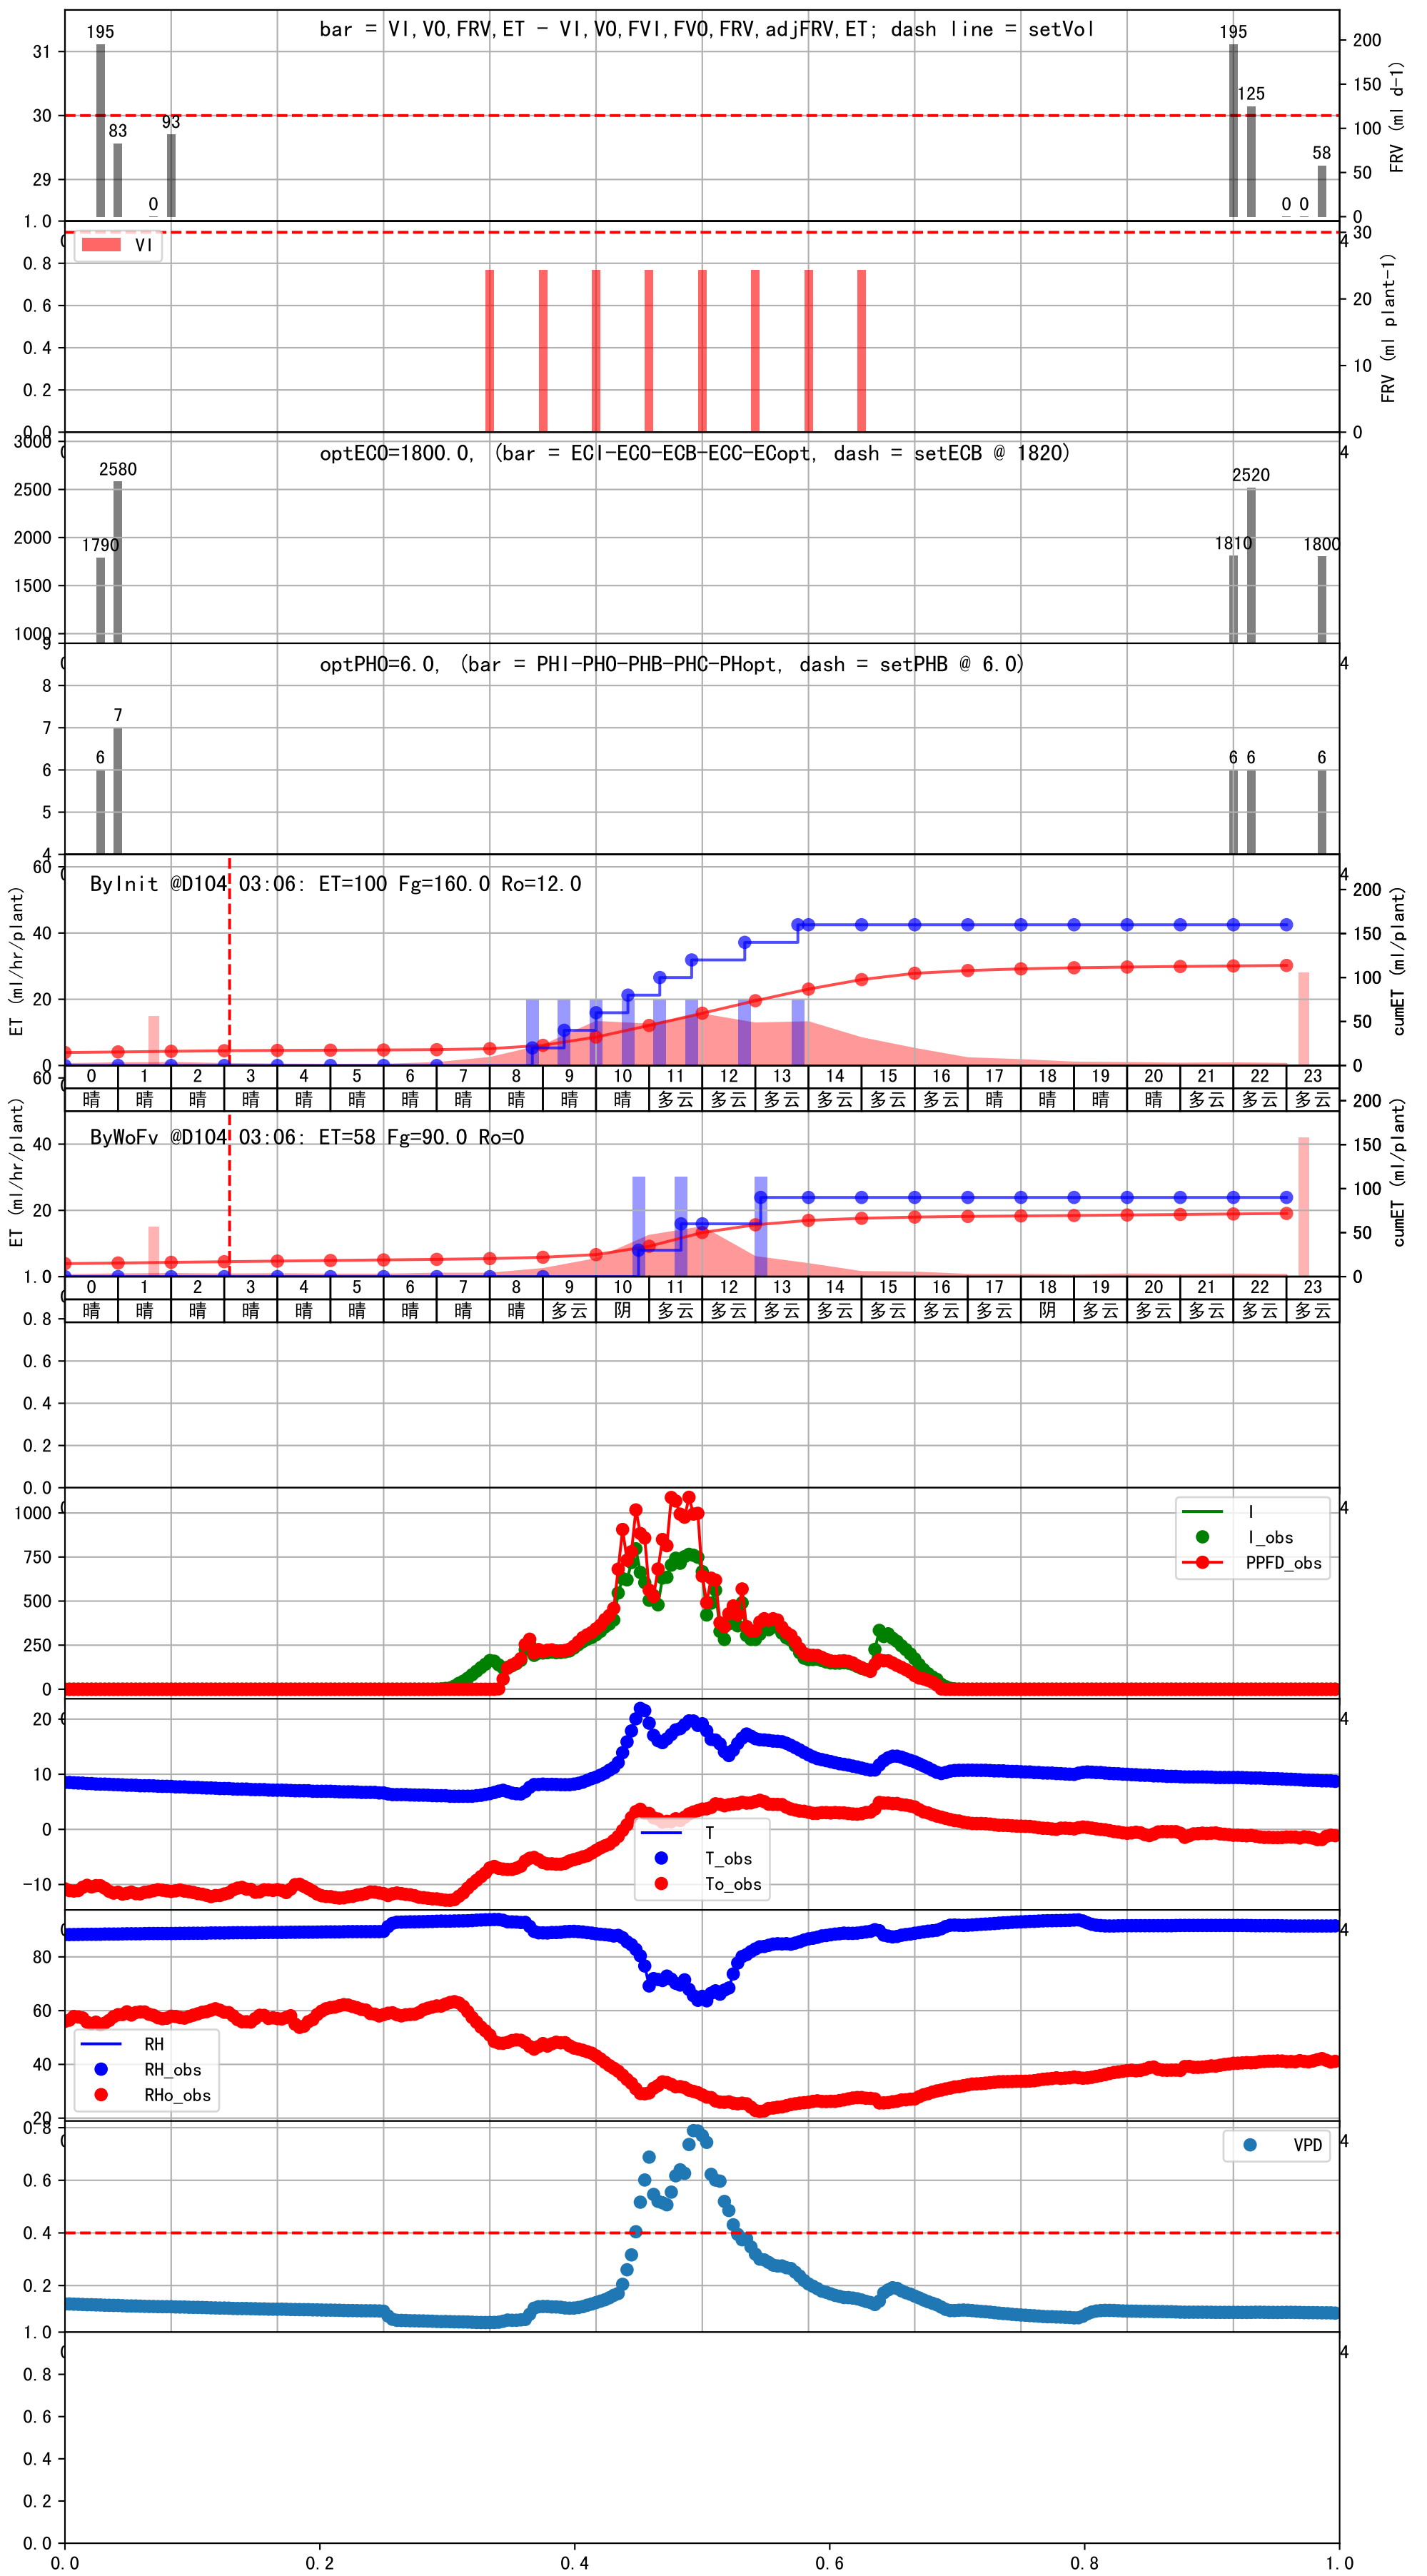 bar = VI,VO,FRV,ET - VI,VO,FVI,FVO,FRV,adjFRV,ET; dash line = setVol
195 83 0 93 195 125 0 0 58
31 30 29
200 150 100 50 0
FRV (ml d-1)
VI
1.0 0.8 0.6 0.4 0.2 0.0
30 20 10 0
FRV (ml plant-1)
optECO=1800.0, (bar = ECI-ECO-ECB-ECC-ECopt, dash = setECB @ 1820)
1790 2580 1810 2520 1800
3000 2500 2000 1500 1000
optPHO=6.0, (bar = PHI-PHO-PHB-PHC-PHopt, dash = setPHB @ 6.0)
6 7 6 6 6
9 8 7 6 5 4
ByInit @D104 03:06: ET=100 Fg=160.0 Ro=12.0
60 40 20 0
ET (ml/hr/plant)
200 150 100 50 0
cumET (ml/plant)
0 1 2 3 4 5 6 7 8 9 10 11 12 13 14 15 16 17 18 19 20 21 22 23
晴 晴 晴 晴 晴 晴 晴 晴 晴 晴 晴 多云 多云 多云 多云 多云 多云 晴 晴 晴 晴 多云 多云 多云
ByWoFv @D104 03:06: ET=58 Fg=90.0 Ro=0
60 40 20
ET (ml/hr/plant)
200 150 100 50 0
cumET (ml/plant)
0 1 2 3 4 5 6 7 8 9 10 11 12 13 14 15 16 17 18 19 20 21 22 23
晴 晴 晴 晴 晴 晴 晴 晴 晴 多云 阴 多云 多云 多云 多云 多云 多云 多云 阴 多云 多云 多云 多云 多云
1.0 0.8 0.6 0.4 0.2 0.0
I
I_obs
PPFD_obs
1000 750 500 250 0
T
T_obs
To_obs
20 10 0 -10
RH
RH_obs
RHo_obs
80 60 40 20
VPD
0.8 0.6 0.4 0.2
1.0 0.8 0.6 0.4 0.2 0.0
0.0 0.2 0.4 0.6 0.8 1.0